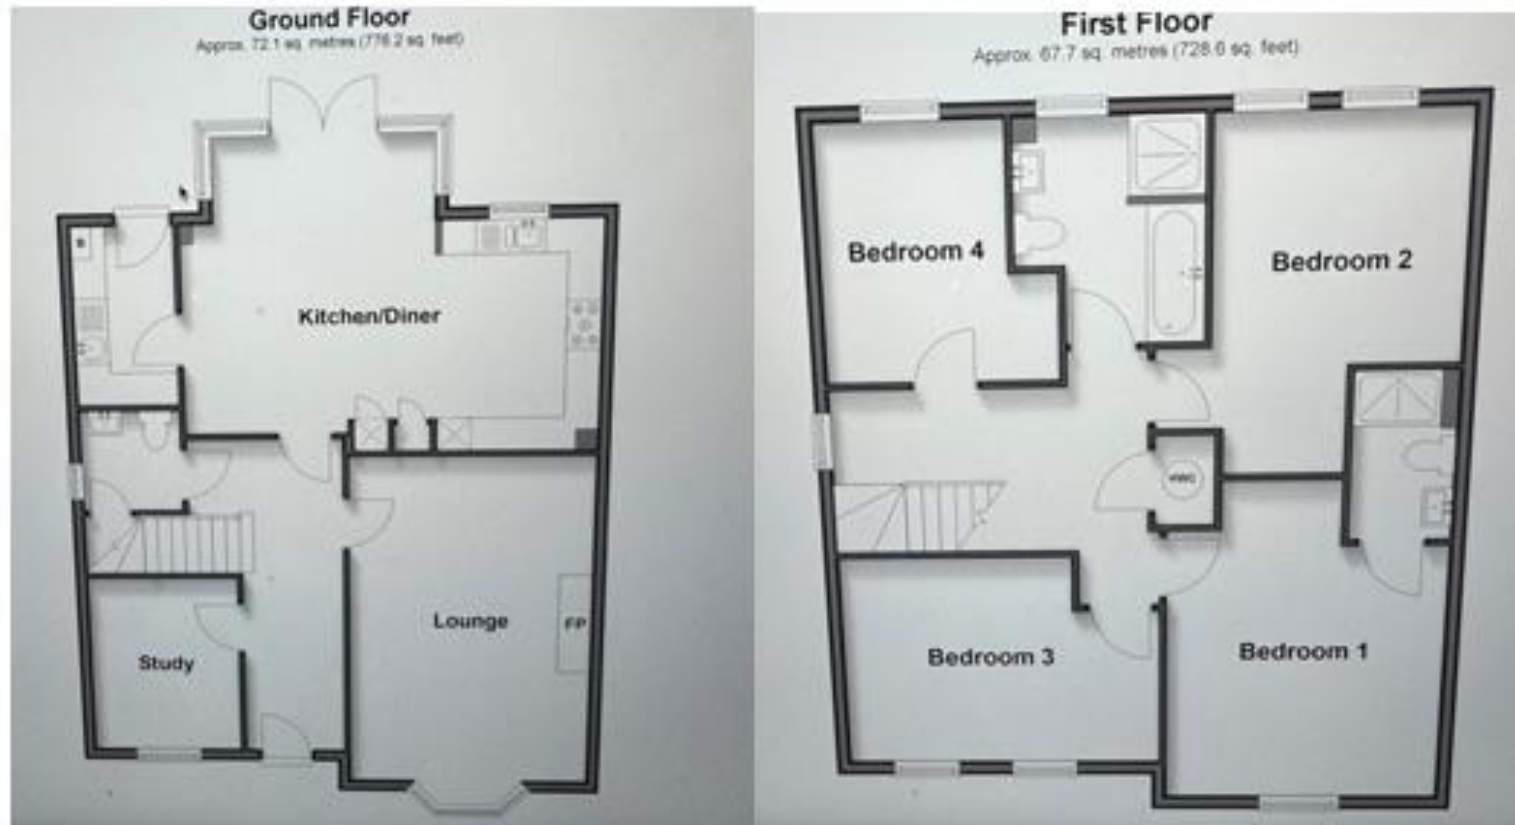 Ground Floor
Approx. 72.1 sq. metres (776.2 sq. feet)
Kitchen/Diner
Lounge
FP
Study
First Floor
Approx. 67.7 sq. metres (728.6 sq. feet)
Bedroom 4
Bedroom 2
HWC
Bedroom 3
Bedroom 1